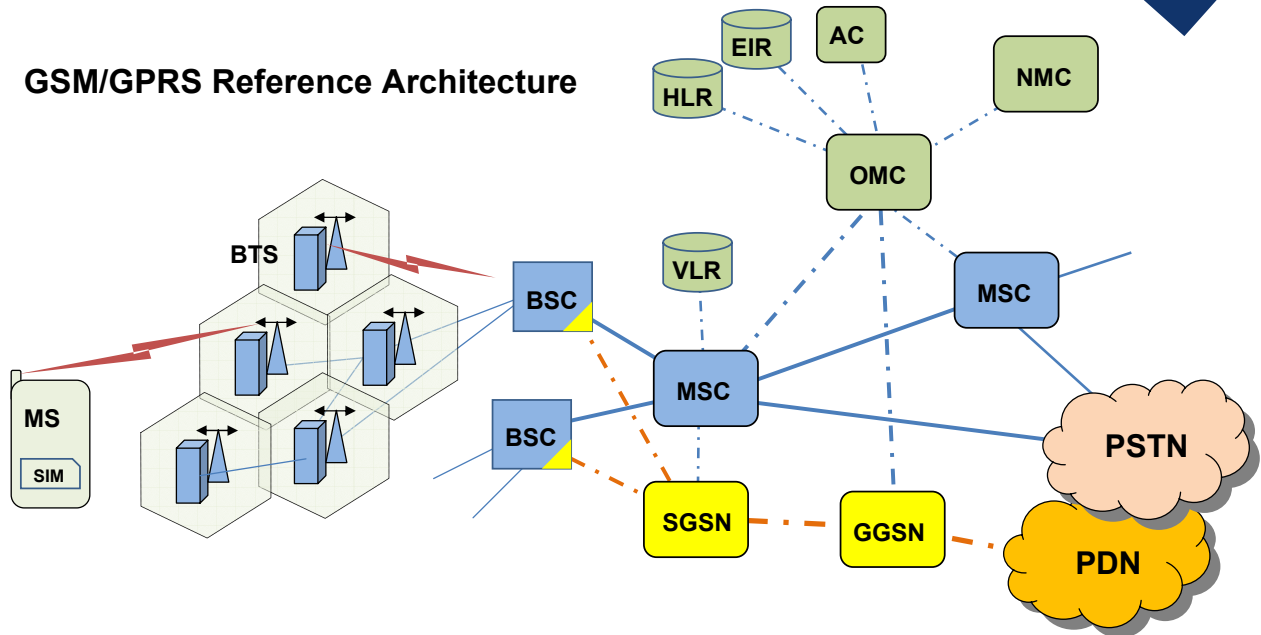 GSM/GPRS Reference Architecture
EIR
AC
HLR
NMC
OMC
BTS
VLR
BSC
MSC
MSC
MS
SIM
BSC
PSTN
SGSN
GGSN
PDN